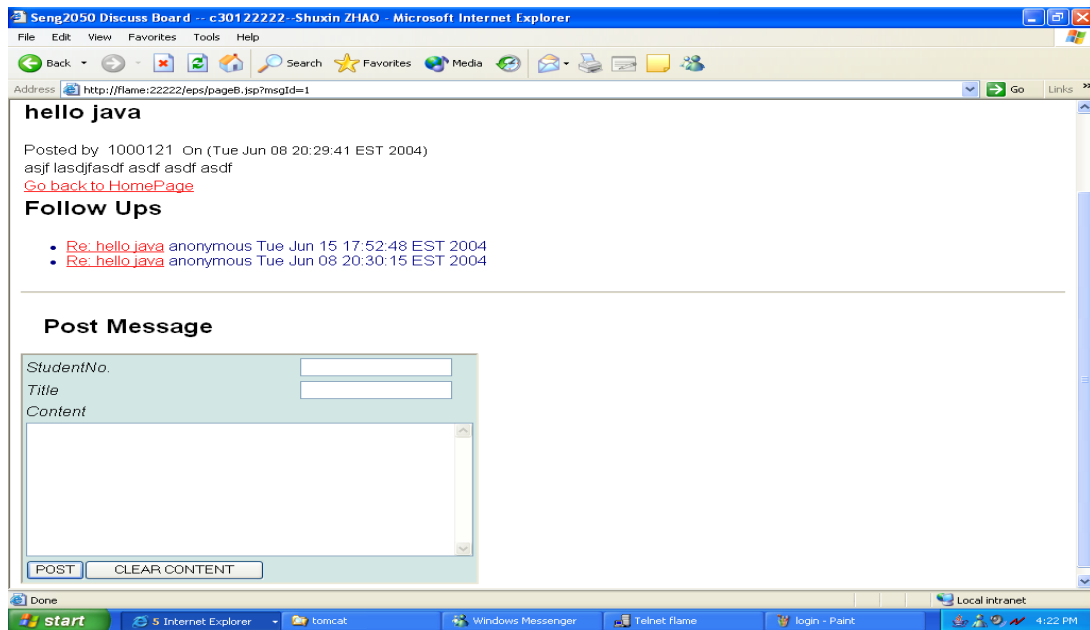 Seng2050 Discuss Board -- c30122222--Shuxin ZHAO - Microsoft Internet Explorer
File Edit View Favorites Tools Help
Back Search Favorites Media
Address http://flame:22222/eps/pageB.jsp?msgId=1 Go Links »
hello java
Posted by 1000121 On (Tue Jun 08 20:29:41 EST 2004)
asjf lasdjfasdf asdf asdf asdf
Go back to HomePage
Follow Ups
Re: hello java anonymous Tue Jun 15 17:52:48 EST 2004
Re: hello java anonymous Tue Jun 08 20:30:15 EST 2004
Post Message
StudentNo.
Title
Content
POST CLEAR CONTENT
Done Local intranet
start 5 Internet Explorer tomcat Windows Messenger Telnet flame login - Paint 4:22 PM